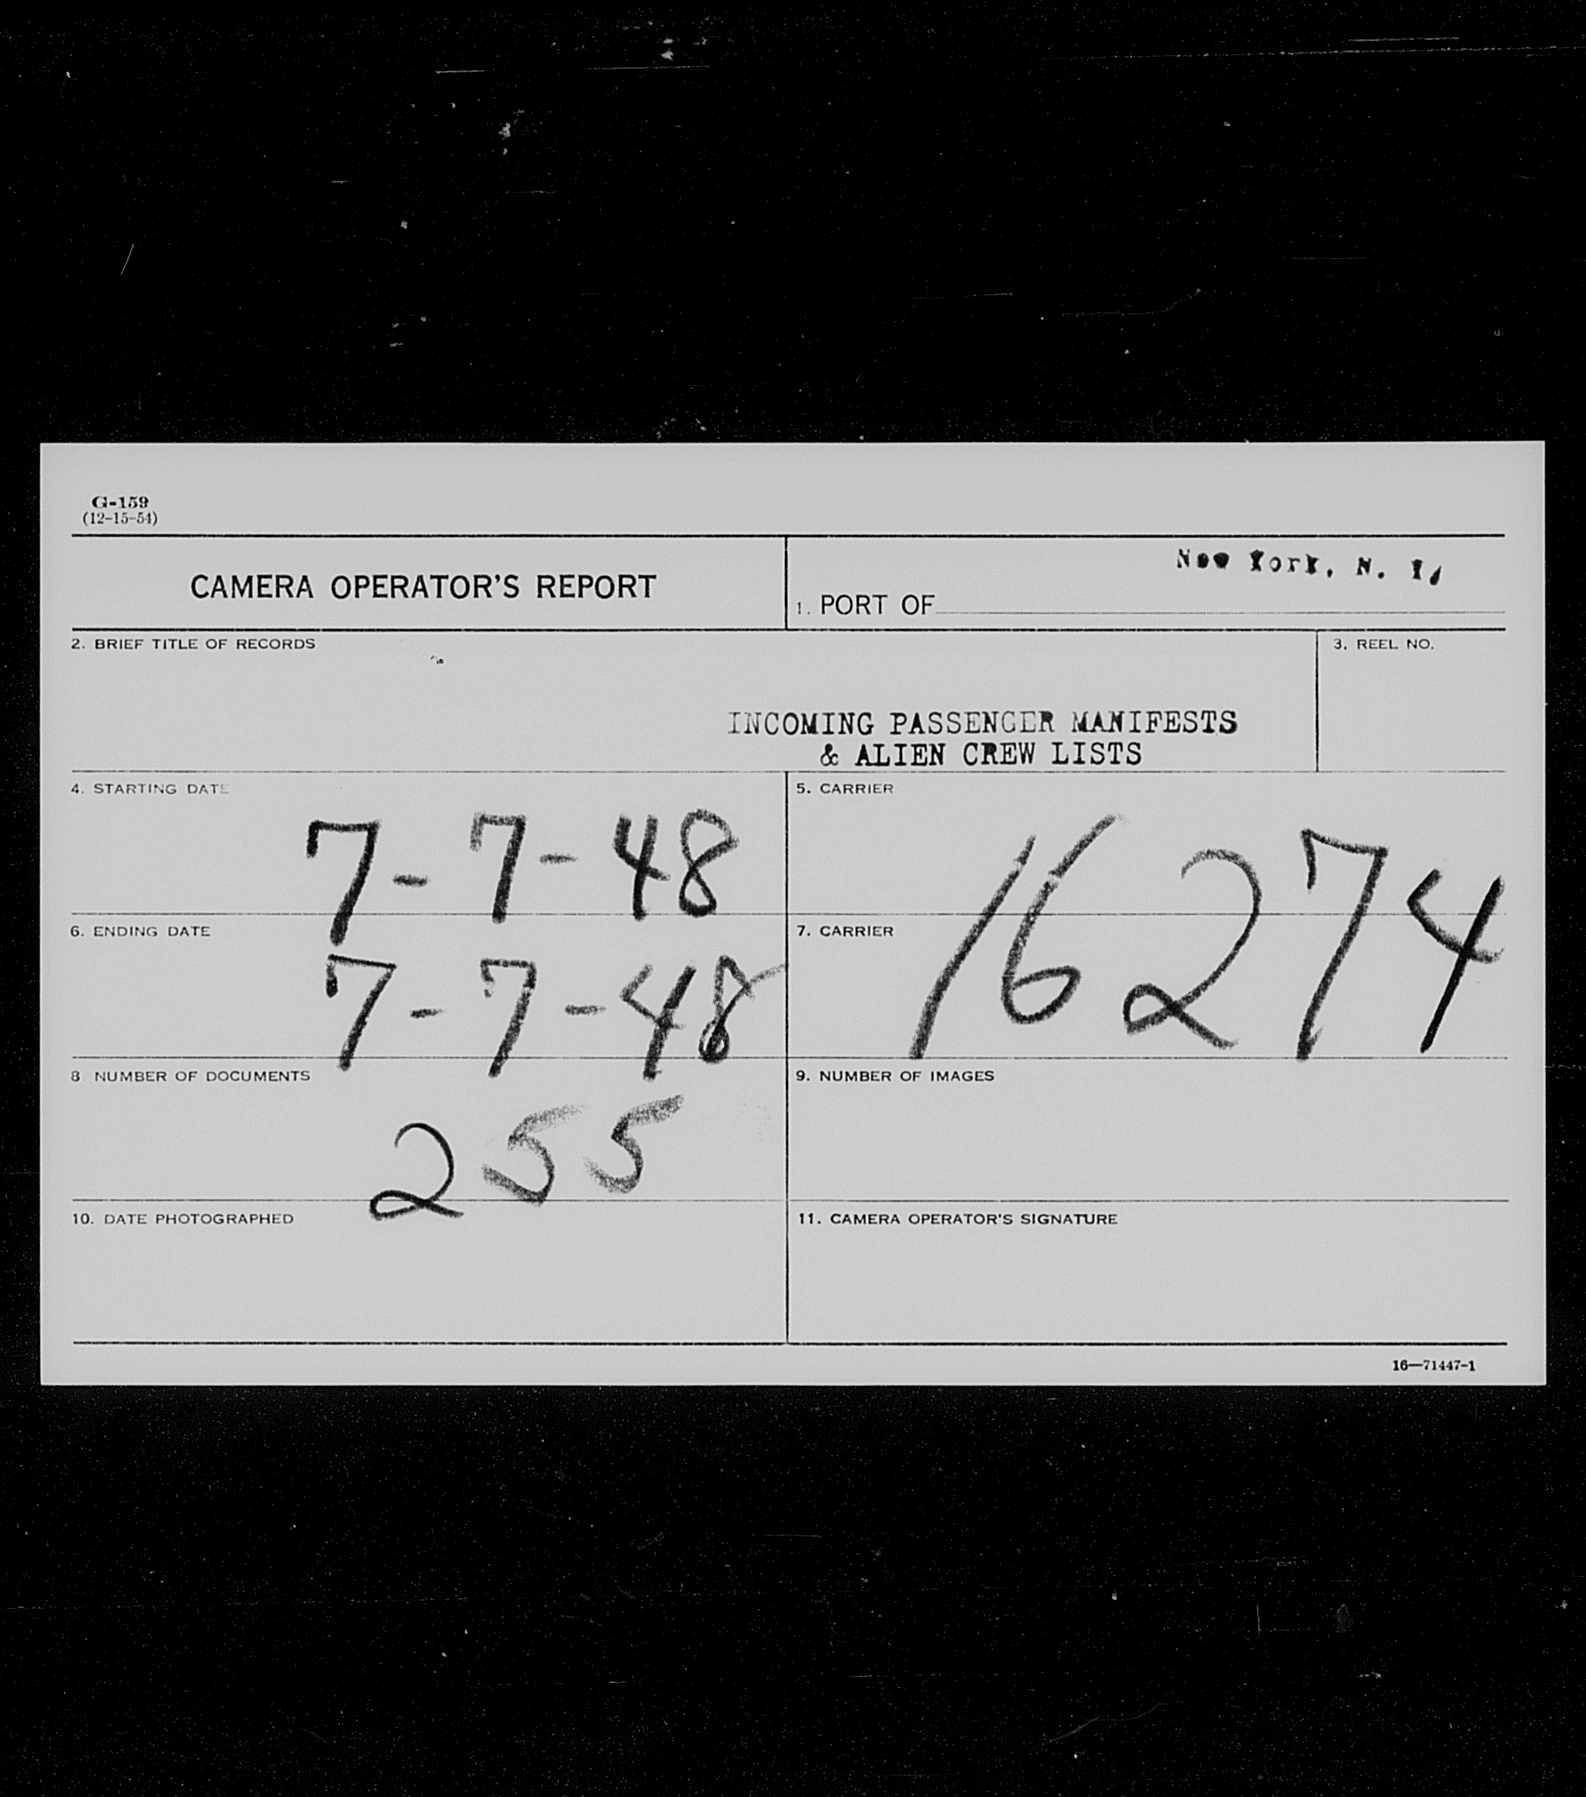 G-159
(12-15-54)
CAMERA OPERATOR'S REPORT
1. PORT OF New York, N. Y.
2. BRIEF TITLE OF RECORDS
3. REEL NO.
INCOMING PASSENGER MANIFESTS
& ALIEN CREW LISTS
4. STARTING DATE
7-7-48
5. CARRIER
16274
6. ENDING DATE
7-7-48
7. CARRIER
8 NUMBER OF DOCUMENTS
255
9. NUMBER OF IMAGES
10. DATE PHOTOGRAPHED
11. CAMERA OPERATOR'S SIGNATURE
16—71447-1